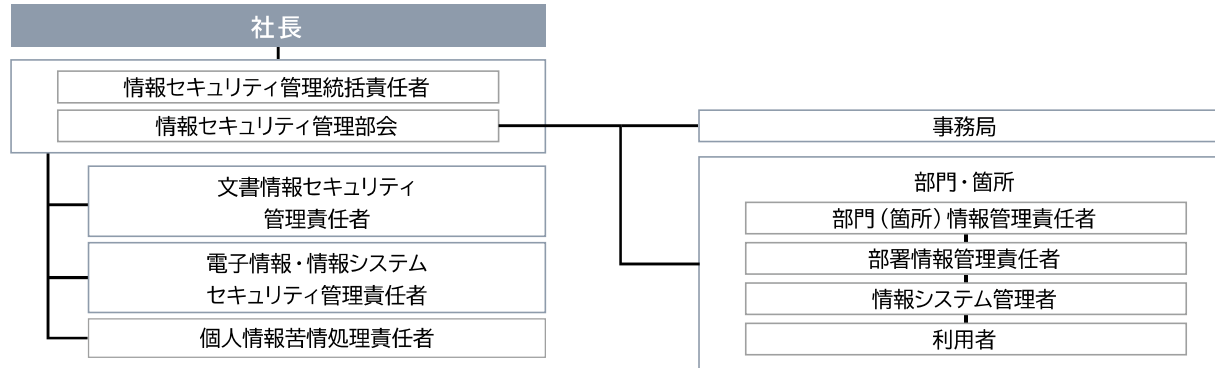 社長
情報セキュリティ管理統括責任者
情報セキュリティ管理部会
事務局
文書情報セキュリティ
管理責任者
電子情報・情報システム
セキュリティ管理責任者
個人情報苦情処理責任者
部門・箇所
部門（箇所）情報管理責任者
部署情報管理責任者
情報システム管理者
利用者